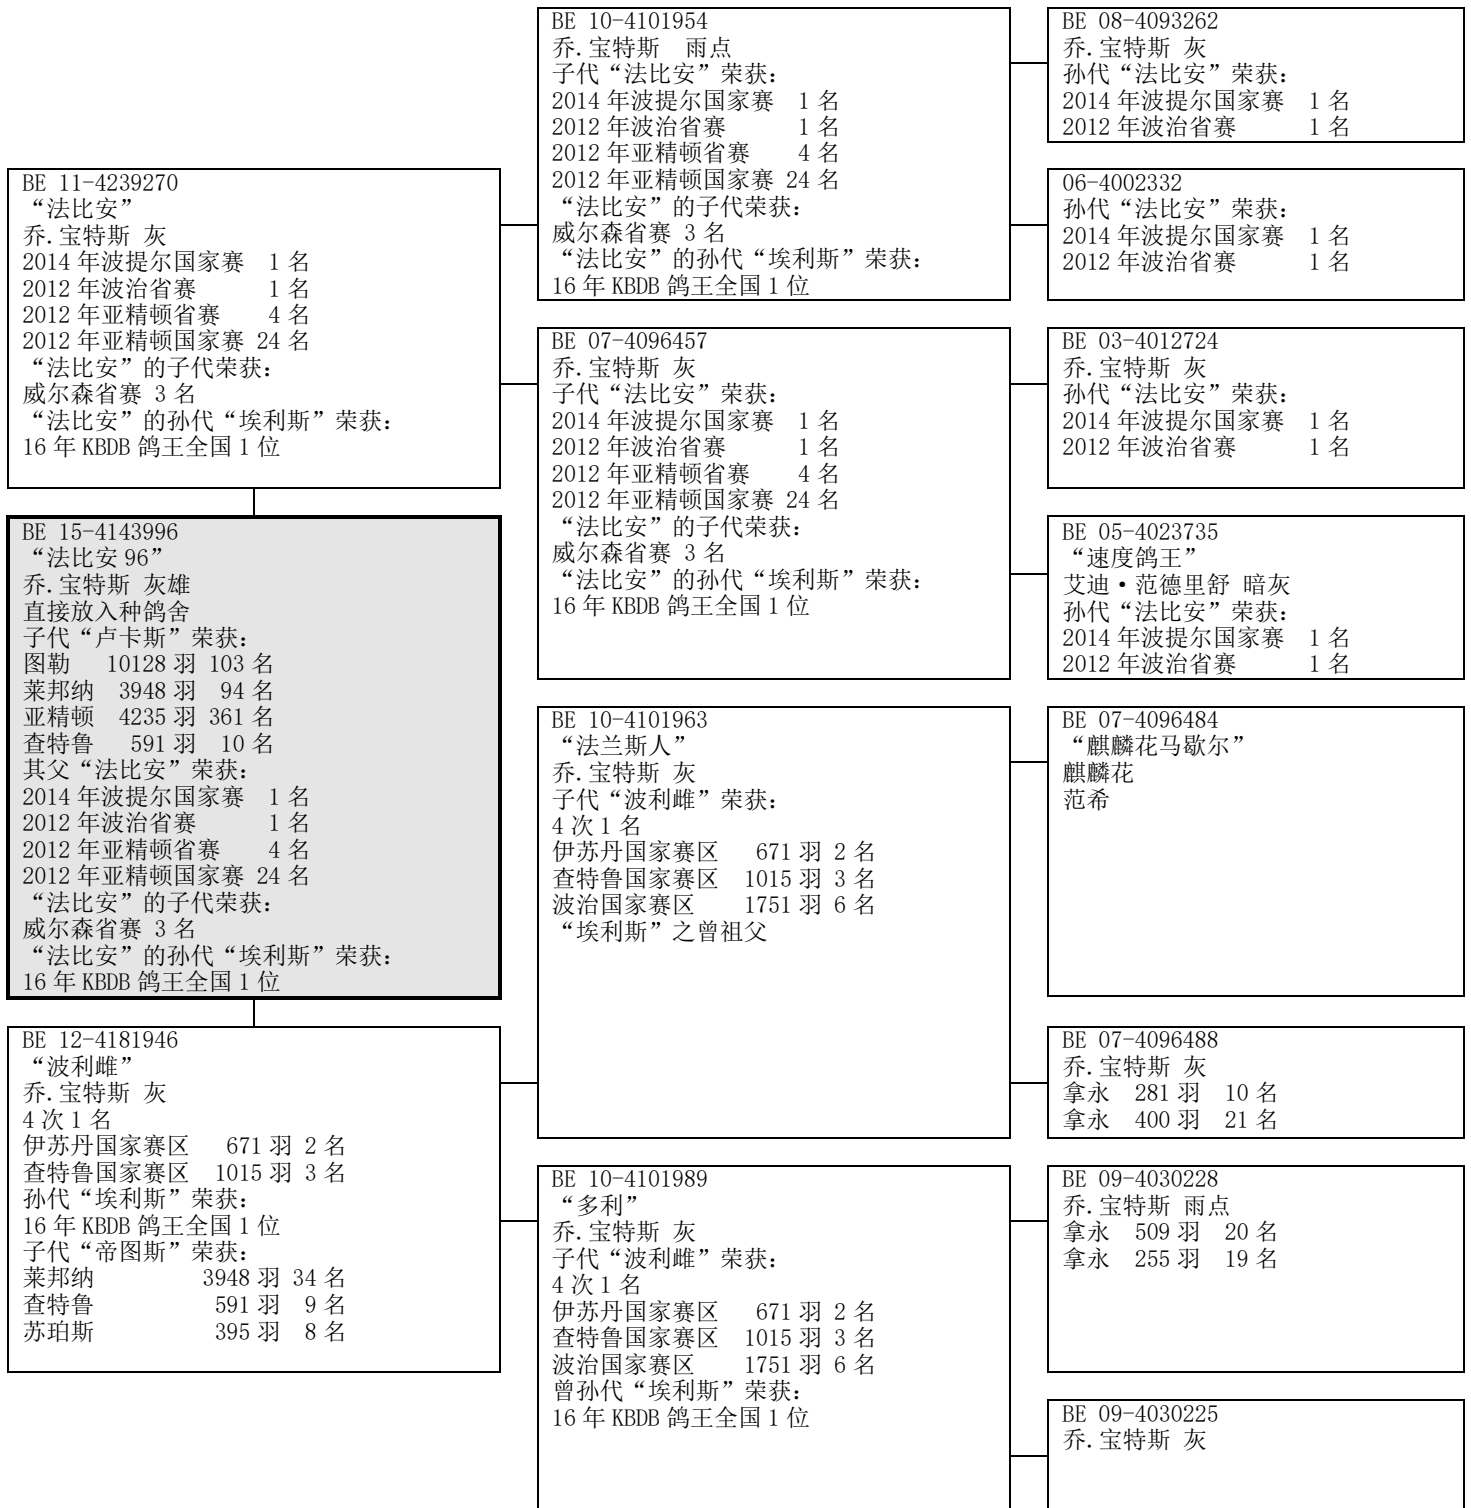 BE 11-4239270
“法比安”
乔.宝特斯 灰
2014 年波提尔国家赛 1 名
2012 年波治省赛 1 名
2012 年亚精顿省赛 4 名
2012 年亚精顿国家赛 24 名
“法比安”的子代荣获：
威尔森省赛 3 名
“法比安”的孙代“埃利斯”荣获：
16 年 KBDB 鸽王全国 1 位
BE 15-4143996
“法比安 96”
乔.宝特斯 灰雄
直接放入种鸽舍
子代“卢卡斯”荣获：
图勒 10128 羽 103 名
莱邦纳 3948 羽 94 名
亚精顿 4235 羽 361 名
查特鲁 591 羽 10 名
其父“法比安”荣获：
2014 年波提尔国家赛 1 名
2012 年波治省赛 1 名
2012 年亚精顿省赛 4 名
2012 年亚精顿国家赛 24 名
“法比安”的子代荣获：
威尔森省赛 3 名
“法比安”的孙代“埃利斯”荣获：
16 年 KBDB 鸽王全国 1 位
BE 12-4181946
“波利雌”
乔.宝特斯 灰
4 次 1 名
伊苏丹国家赛区 671 羽 2 名
查特鲁国家赛区 1015 羽 3 名
孙代“埃利斯”荣获：
16 年 KBDB 鸽王全国 1 位
子代“帝图斯”荣获：
莱邦纳 3948 羽 34 名
查特鲁 591 羽 9 名
苏珀斯 395 羽 8 名
BE 10-4101954
乔.宝特斯 雨点
子代“法比安”荣获：
2014 年波提尔国家赛 1 名
2012 年波治省赛 1 名
2012 年亚精顿省赛 4 名
2012 年亚精顿国家赛 24 名
“法比安”的子代荣获：
威尔森省赛 3 名
“法比安”的孙代“埃利斯”荣获：
16 年 KBDB 鸽王全国 1 位
BE 07-4096457
乔.宝特斯 灰
子代“法比安”荣获：
2014 年波提尔国家赛 1 名
2012 年波治省赛 1 名
2012 年亚精顿省赛 4 名
2012 年亚精顿国家赛 24 名
“法比安”的子代荣获：
威尔森省赛 3 名
“法比安”的孙代“埃利斯”荣获：
16 年 KBDB 鸽王全国 1 位
BE 10-4101963
“法兰斯人”
乔.宝特斯 灰
子代“波利雌”荣获：
4 次 1 名
伊苏丹国家赛区 671 羽 2 名
查特鲁国家赛区 1015 羽 3 名
波治国家赛区 1751 羽 6 名
“埃利斯”之曾祖父
BE 10-4101989
“多利”
乔.宝特斯 灰
子代“波利雌”荣获：
4 次 1 名
伊苏丹国家赛区 671 羽 2 名
查特鲁国家赛区 1015 羽 3 名
波治国家赛区 1751 羽 6 名
曾孙代“埃利斯”荣获：
16 年 KBDB 鸽王全国 1 位
BE 08-4093262
乔.宝特斯 灰
孙代“法比安”荣获：
2014 年波提尔国家赛 1 名
2012 年波治省赛 1 名
06-4002332
孙代“法比安”荣获：
2014 年波提尔国家赛 1 名
2012 年波治省赛 1 名
BE 03-4012724
乔.宝特斯 灰
孙代“法比安”荣获：
2014 年波提尔国家赛 1 名
2012 年波治省赛 1 名
BE 05-4023735
“速度鸽王”
艾迪·范德里舒 暗灰
孙代“法比安”荣获：
2014 年波提尔国家赛 1 名
2012 年波治省赛 1 名
BE 07-4096484
“麒麟花马歇尔”
麒麟花
范希
BE 07-4096488
乔.宝特斯 灰
拿永 281 羽 10 名
拿永 400 羽 21 名
BE 09-4030228
乔.宝特斯 雨点
拿永 509 羽 20 名
拿永 255 羽 19 名
BE 09-4030225
乔.宝特斯 灰